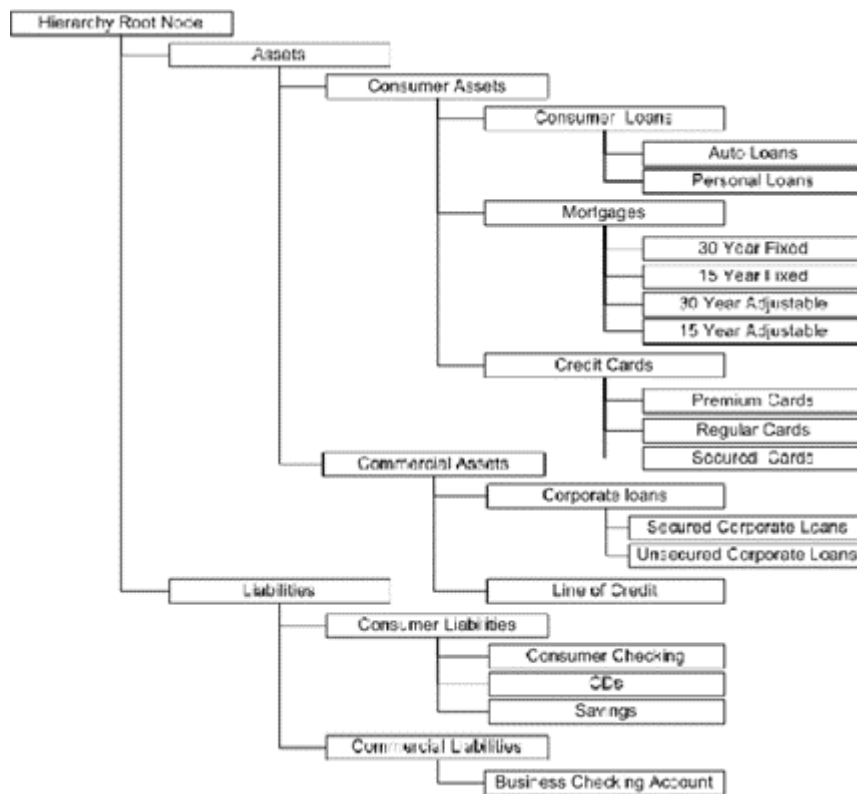 Hierarchy Root Node
Assets
Consumer Assets
Consumer Loans
Auto Loans
Personal Loans
Mortgages
30 Year Fixed
15 Year Fixed
30 Year Adjustable
15 Year Adjustable
Credit Cards
Premium Cards
Regular Cards
Secured Cards
Commercial Assets
Corporate loans
Secured Corporate Loans
Unsecured Corporate Loans
Line of Credit
Liabilities
Consumer Liabilities
Consumer Checking
CDs
Savings
Commercial Liabilities
Business Checking Account